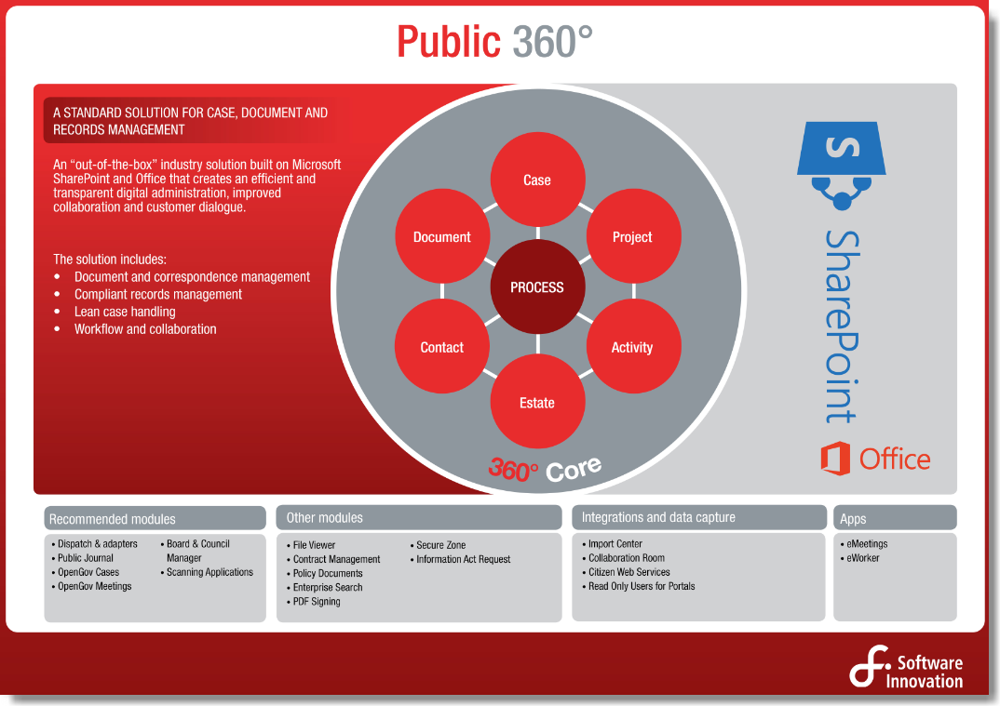 Public 360°
A STANDARD SOLUTION FOR CASE, DOCUMENT AND
RECORDS MANAGEMENT
An “out-of-the-box” industry solution built on Microsoft
SharePoint and Office that creates an efficient and
transparent digital administration, improved
collaboration and customer dialogue.
The solution includes:
• Document and correspondence management
• Compliant records management
• Lean case handling
• Workflow and collaboration
Case
Document
Project
PROCESS
Contact
Activity
Estate
360° Core
S
SharePoint
Office
Recommended modules
• Dispatch & adapters
• Public Journal
• OpenGov Cases
• OpenGov Meetings
• Board & Council
Manager
• Scanning Applications
Other modules
• File Viewer
• Contract Management
• Policy Documents
• Enterprise Search
• PDF Signing
• Secure Zone
• Information Act Request
Integrations and data capture
• Import Center
• Collaboration Room
• Citizen Web Services
• Read Only Users for Portals
Apps
• eMeetings
• eWorker
Software
Innovation